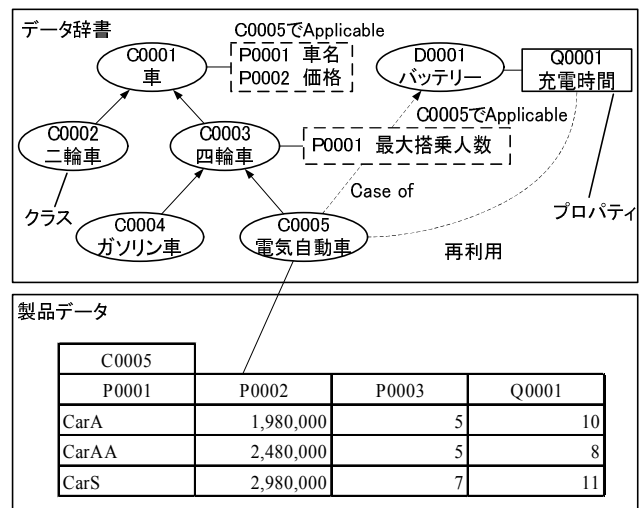 データ辞書
C0005でApplicable
C0001
車
P0001 車名
P0002 価格
D0001
バッテリー
Q0001
充電時間
C0005でApplicable
C0002
二輪車
C0003
四輪車
P0001 最大搭乗人数
Case of
クラス
プロパティ
C0004
ガソリン車
C0005
電気自動車
再利用
製品データ
C0005
P0001 P0002 P0003 Q0001
CarA 1,980,000 5 10
CarAA 2,480,000 5 8
CarS 2,980,000 7 11